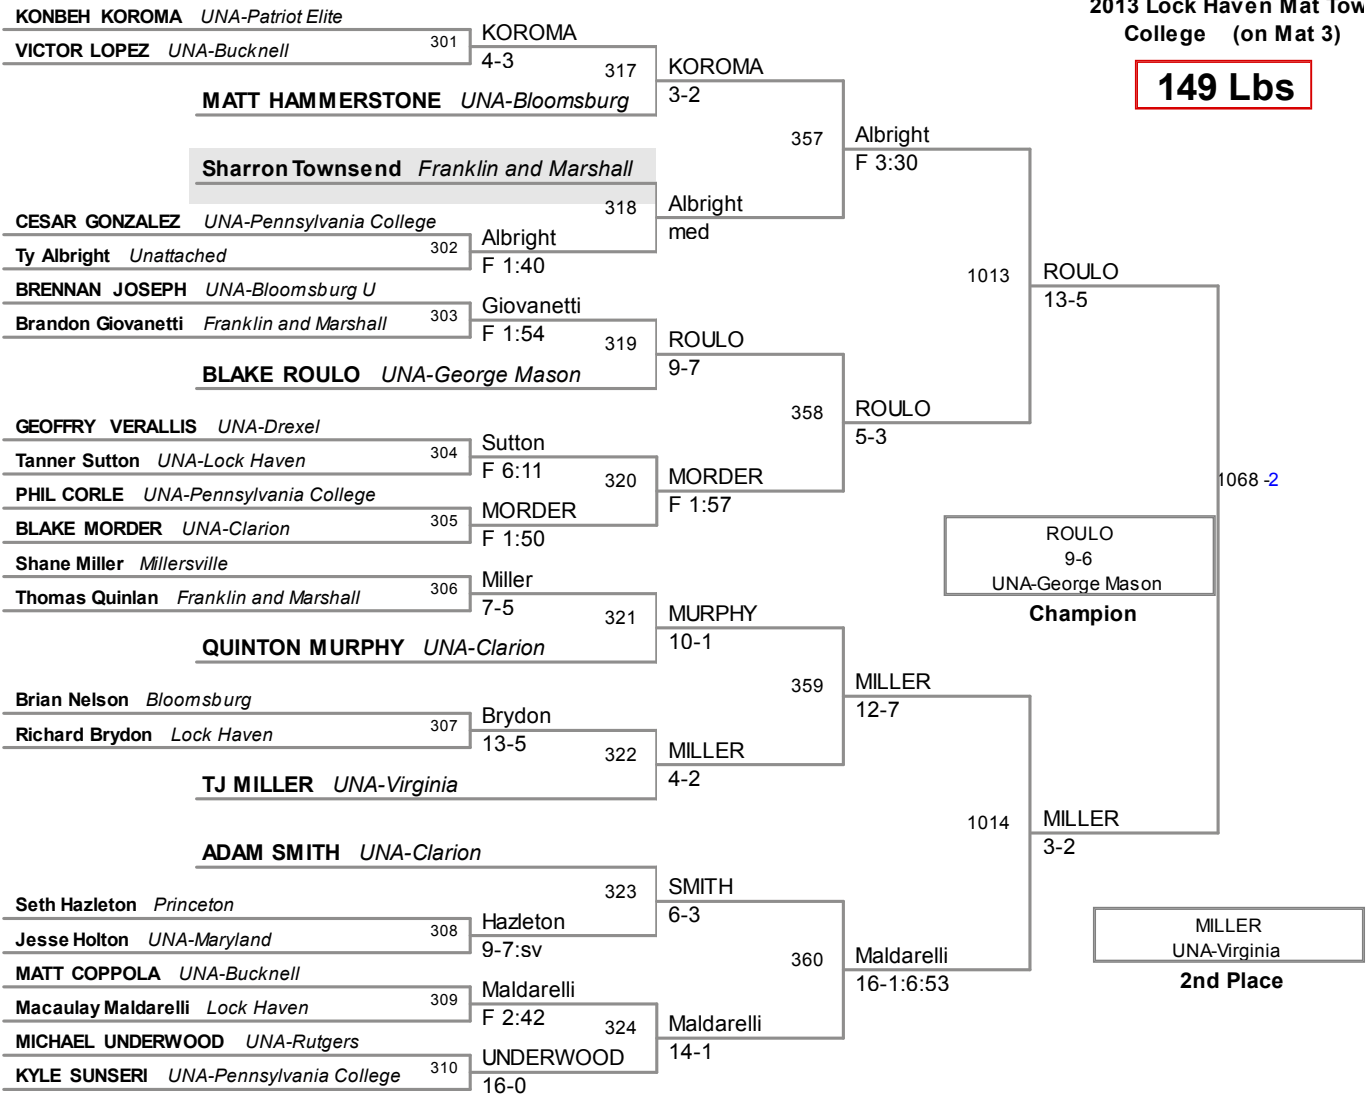 2013 Lock Haven Mat Tow
College (on Mat 3)
149 Lbs
KONBEH KOROMA UNA-Patriot Elite
VICTOR LOPEZ UNA-Bucknell
301
KOROMA
4-3
MATT HAMMERSTONE UNA-Bloomsburg
317
KOROMA
3-2
Sharron Townsend Franklin and Marshall
CESAR GONZALEZ UNA-Pennsylvania College
Ty Albright Unattached
302
Albright
F 1:40
318
Albright
med
357
Albright
F 3:30
BRENNAN JOSEPH UNA-Bloomsburg U
Brandon Giovanetti Franklin and Marshall
303
Giovanetti
F 1:54
BLAKE ROULO UNA-George Mason
319
ROULO
9-7
GEOFFRY VERALLIS UNA-Drexel
Tanner Sutton UNA-Lock Haven
304
Sutton
F 6:11
PHIL CORLE UNA-Pennsylvania College
BLAKE MORDER UNA-Clarion
305
MORDER
F 1:50
320
MORDER
F 1:57
358
ROULO
5-3
1013
ROULO
13-5
Shane Miller Millersville
Thomas Quinlan Franklin and Marshall
306
Miller
7-5
QUINTON MURPHY UNA-Clarion
321
MURPHY
10-1
Brian Nelson Bloomsburg
Richard Brydon Lock Haven
307
Brydon
13-5
TJ MILLER UNA-Virginia
322
MILLER
4-2
359
MILLER
12-7
ADAM SMITH UNA-Clarion
Seth Hazleton Princeton
Jesse Holton UNA-Maryland
308
Hazleton
9-7:sv
323
SMITH
6-3
MATT COPPOLA UNA-Bucknell
Macaulay Maldarelli Lock Haven
309
Maldarelli
F 2:42
MICHAEL UNDERWOOD UNA-Rutgers
KYLE SUNSERI UNA-Pennsylvania College
310
UNDERWOOD
16-0
324
Maldarelli
14-1
360
Maldarelli
16-1:6:53
1014
MILLER
3-2
1068 -2
ROULO
9-6
UNA-George Mason
Champion
MILLER
UNA-Virginia
2nd Place